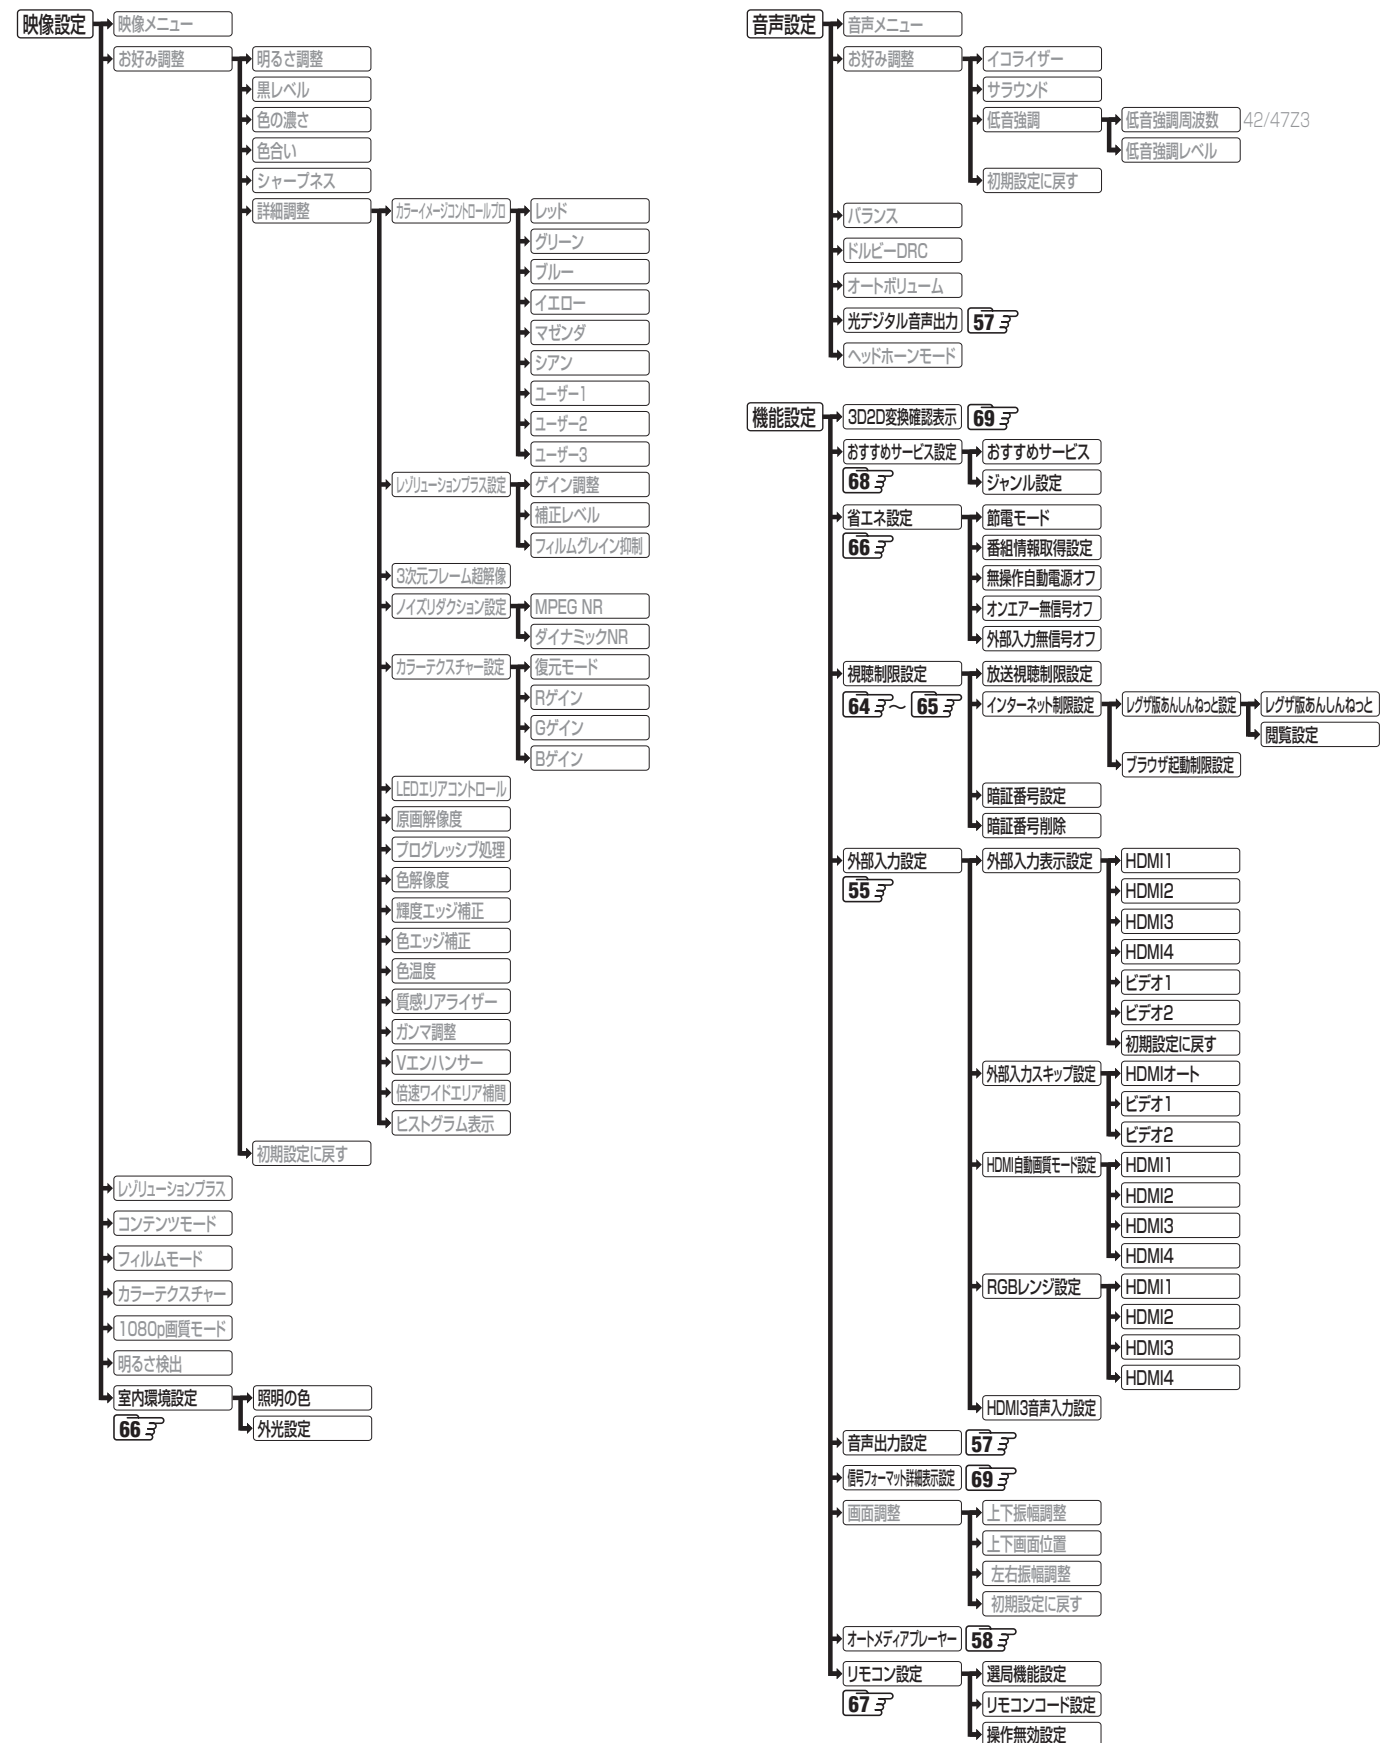 映像設定
映像メニュー
お好み調整
明るさ調整
黒レベル
色の濃さ
色合い
シャープネス
詳細調整
カラーイメージコントロールプロ
レッド
グリーン
ブルー
イエロー
マゼンダ
シアン
ユーザー1
ユーザー2
ユーザー3
レゾリューションプラス設定
ゲイン調整
補正レベル
フィルムグレイン抑制
3次元フレーム超解像
ノイズリダクション設定
MPEG NR
ダイナミックNR
カラーテクスチャー設定
復元モード
Rゲイン
Gゲイン
Bゲイン
LEDエリアコントロール
原画解像度
プログレッシブ処理
色解像度
輝度エッジ補正
色エッジ補正
色温度
質感リアライザー
ガンマ調整
Vエンハンサー
倍速ワイドエリア補間
ヒストグラム表示
初期設定に戻す
レゾリューションプラス
コンテンツモード
フィルムモード
カラーテクスチャー
1080p画質モード
明るさ検出
室内環境設定
66
照明の色
外光設定
音声設定
音声メニュー
お好み調整
イコライザー
サラウンド
低音強調
低音強調周波数 42/47Z3
低音強調レベル
初期設定に戻す
バランス
ドルビーDRC
オートボリューム
光デジタル音声出力 57
ヘッドホーンモード
機能設定
3D2D変換確認表示 69
おすすめサービス設定
68
おすすめサービス
ジャンル設定
省エネ設定
66
節電モード
番組情報取得設定
無操作自動電源オフ
オンエアー無信号オフ
外部入力無信号オフ
視聴制限設定
64 ～ 65
放送視聴制限設定
インターネット制限設定
レグザ版あんしんねっと設定
レグザ版あんしんねっと
閲覧設定
ブラウザ起動制限設定
暗証番号設定
暗証番号削除
外部入力設定
55
外部入力表示設定
HDMI1
HDMI2
HDMI3
HDMI4
ビデオ1
ビデオ2
初期設定に戻す
外部入力スキップ設定
HDMIオート
ビデオ1
ビデオ2
HDMI自動画質モード設定
HDMI1
HDMI2
HDMI3
HDMI4
RGBレンジ設定
HDMI1
HDMI2
HDMI3
HDMI4
HDMI3音声入力設定
音声出力設定 57
信号フォーマット詳細表示設定 69
画面調整
上下振幅調整
上下画面位置
左右振幅調整
初期設定に戻す
オートメディアプレーヤー 58
リモコン設定
67
選局機能設定
リモコンコード設定
操作無効設定